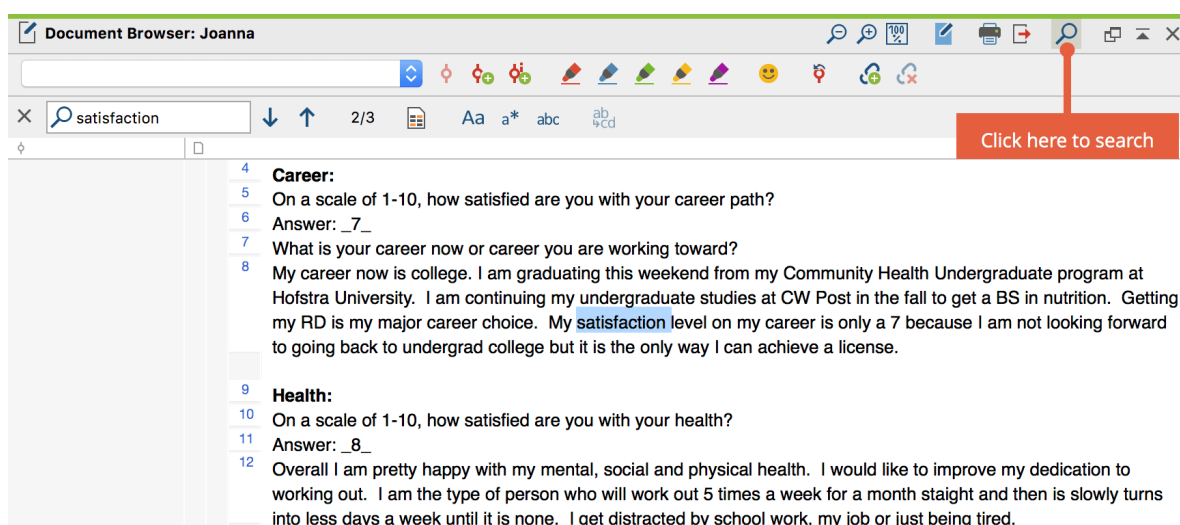 Document Browser: Joanna
100
%
satisfaction
2/3
Aa a* abc ab
cd
Click here to search
4 Career:
5 On a scale of 1-10, how satisfied are you with your career path?
6 Answer: _7_
7 What is your career now or career you are working toward?
8 My career now is college. I am graduating this weekend from my Community Health Undergraduate program at
Hofstra University.  I am continuing my undergraduate studies at CW Post in the fall to get a BS in nutrition.  Getting
my RD is my major career choice.  My satisfaction level on my career is only a 7 because I am not looking forward
to going back to undergrad college but it is the only way I can achieve a license.
9 Health:
10 On a scale of 1-10, how satisfied are you with your health?
11 Answer: _8_
12 Overall I am pretty happy with my mental, social and physical health.  I would like to improve my dedication to
working out.  I am the type of person who will work out 5 times a week for a month staight and then is slowly turns
into less days a week until it is none.  I get distracted by school work, my job or just being tired.